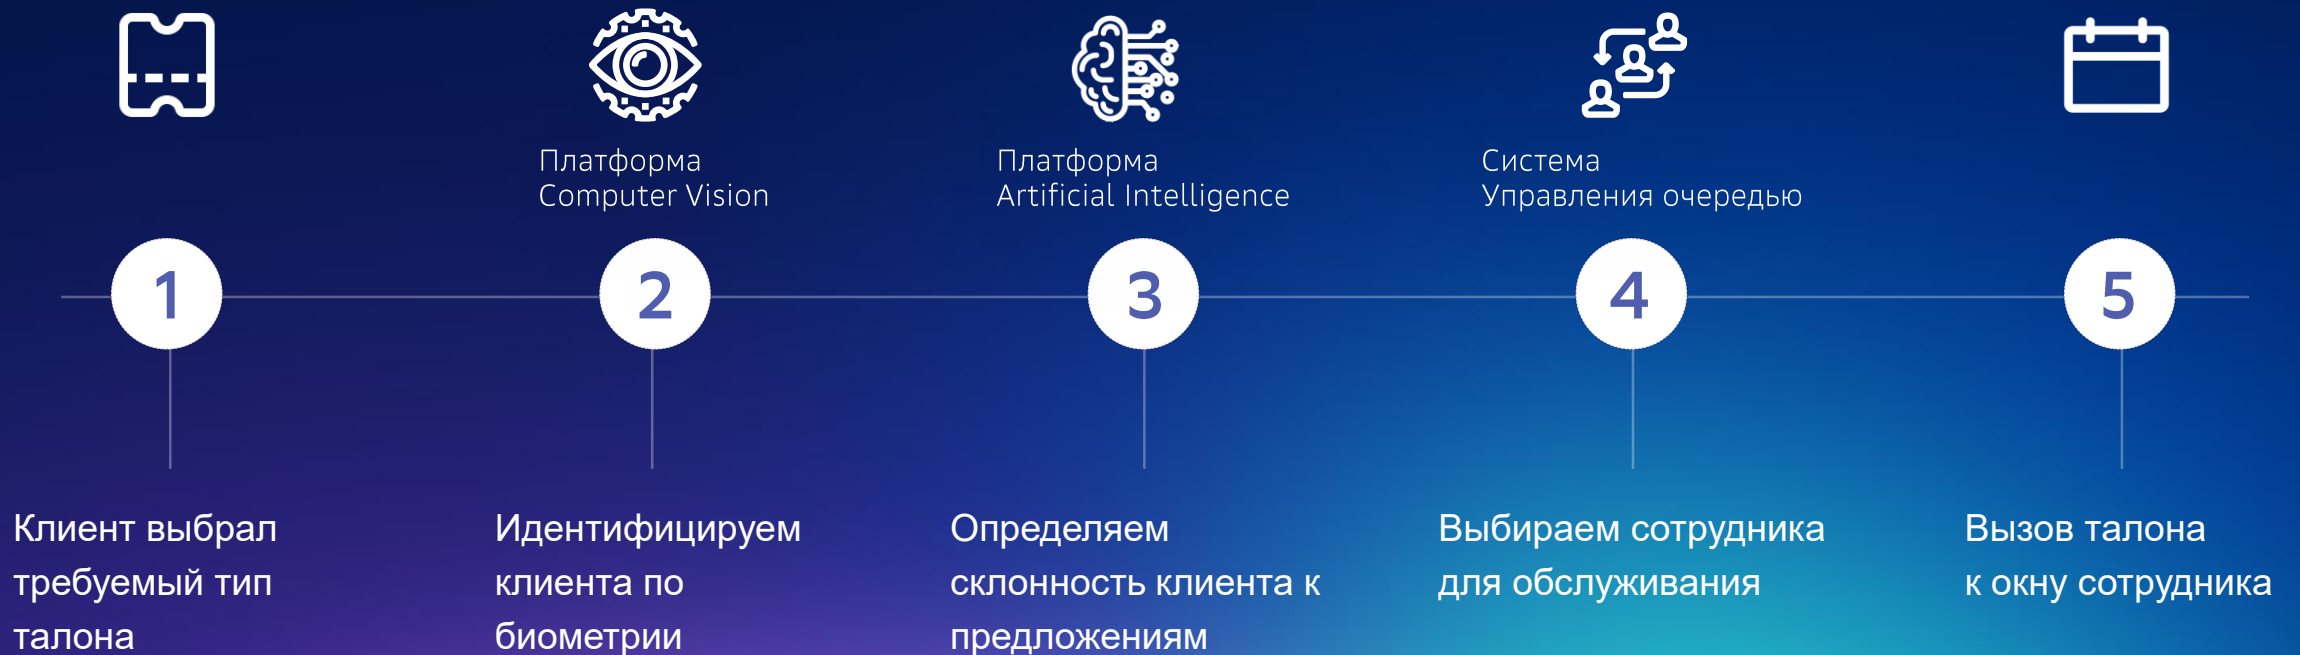 Платформа
Computer Vision
Платформа
Artificial Intelligence
Система
Управления очередью
1
2
3
4
5
Клиент выбрал
требуемый тип
талона
Идентифицируем
клиента по
биометрии
Определяем
склонность клиента к
предложениям
Выбираем сотрудника
для обслуживания
Вызов талона
к окну сотрудника